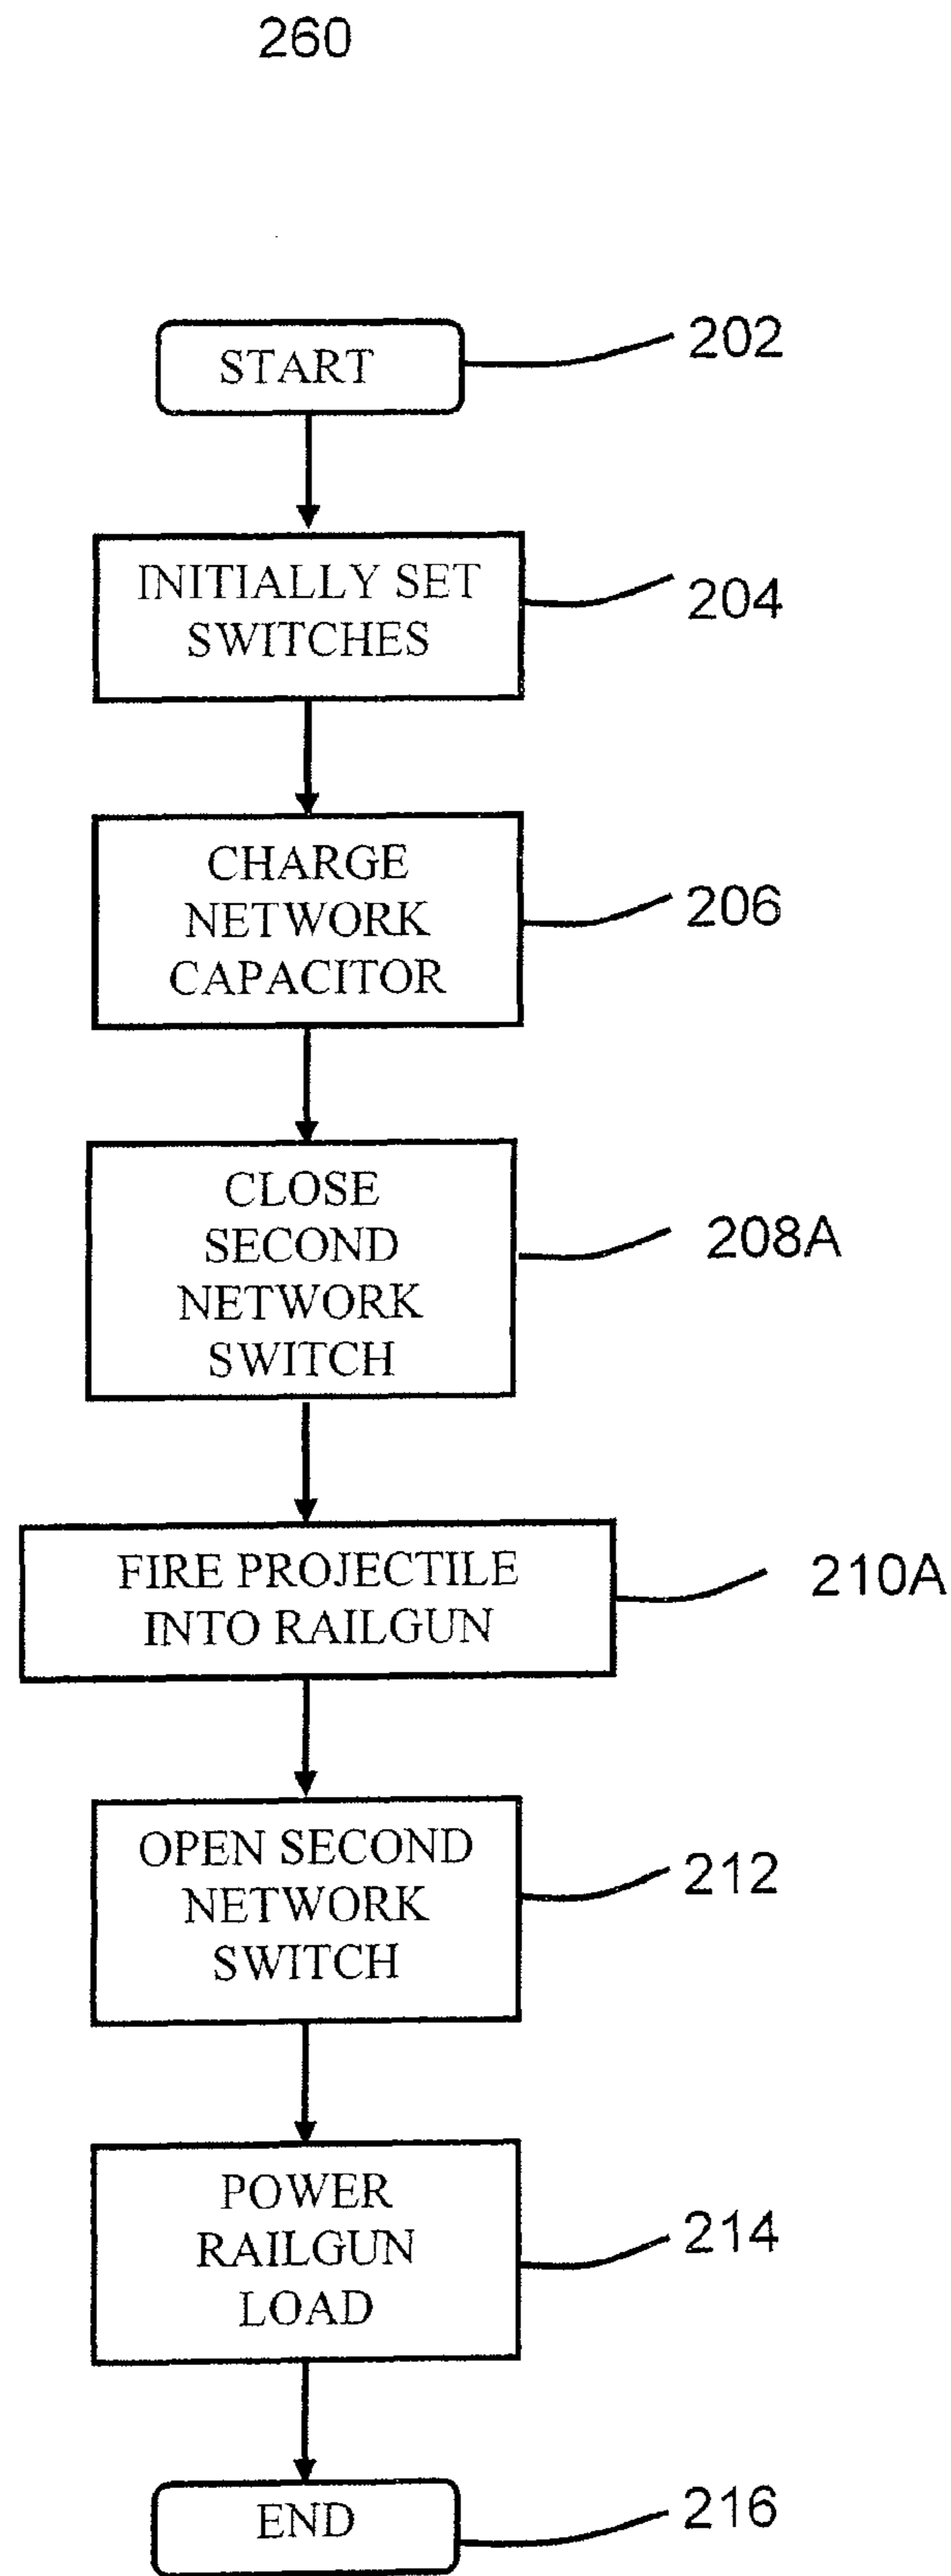 260
START
202
INITIALLY SET
SWITCHES
204
CHARGE
NETWORK
CAPACITOR
206
CLOSE
SECOND
NETWORK
SWITCH
208A
FIRE PROJECTILE
INTO RAILGUN
210A
OPEN SECOND
NETWORK
SWITCH
212
POWER
RAILGUN
LOAD
214
END
216